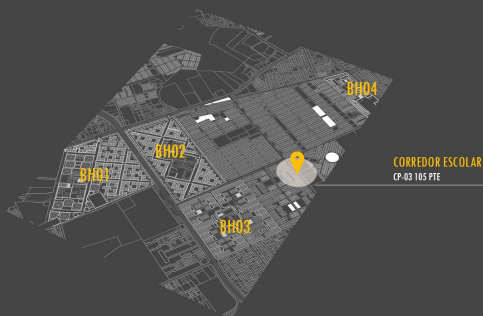 BH04
BH02
BH01
CORREDOR ESCOLAR
CP-03 105 PTE
BH03